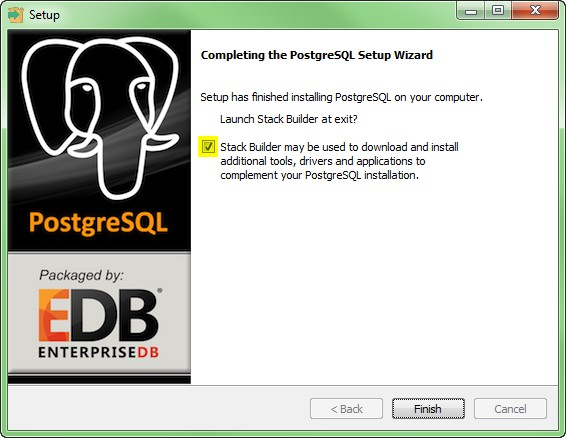 Setup
Completing the PostgreSQL Setup Wizard
Setup has finished installing PostgreSQL on your computer.
Launch Stack Builder at exit?
Stack Builder may be used to download and install
additional tools, drivers and applications to
complement your PostgreSQL installation.
PostgreSQL
Packaged by:
EDB
ENTERPRISEDB
< Back
Finish
Cancel